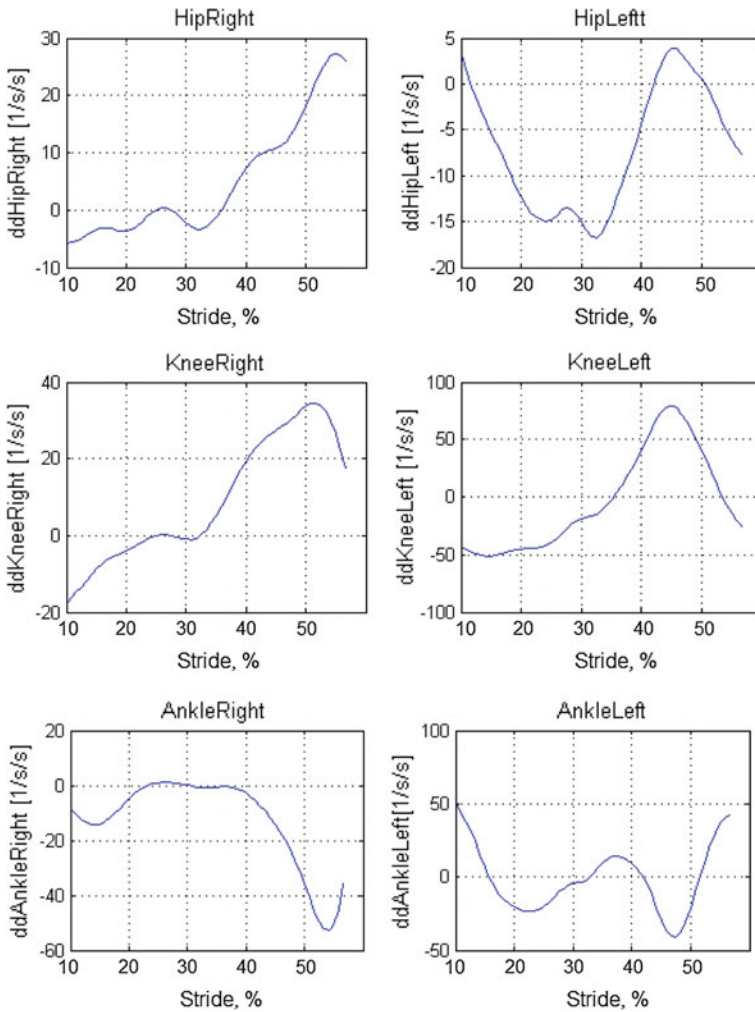 HipRight
ddHipRight [1/s/s]
30
20
10
0
-10
10 20 30 40 50
Stride, %
HipLeftt
ddHipLeft [1/s/s]
5
0
-5
-10
-15
-20
10 20 30 40 50
Stride, %
KneeRight
ddKneeRight [1/s/s]
40
20
0
-20
10 20 30 40 50
Stride, %
KneeLeft
ddKneeLeft [1/s/s]
100
50
0
-50
-100
10 20 30 40 50
Stride, %
AnkleRight
ddAnkleRight [1/s/s]
20
0
-20
-40
-60
10 20 30 40 50
Stride, %
AnkleLeft
ddAnkleLeft[1/s/s]
100
50
0
-50
10 20 30 40 50
Stride, %